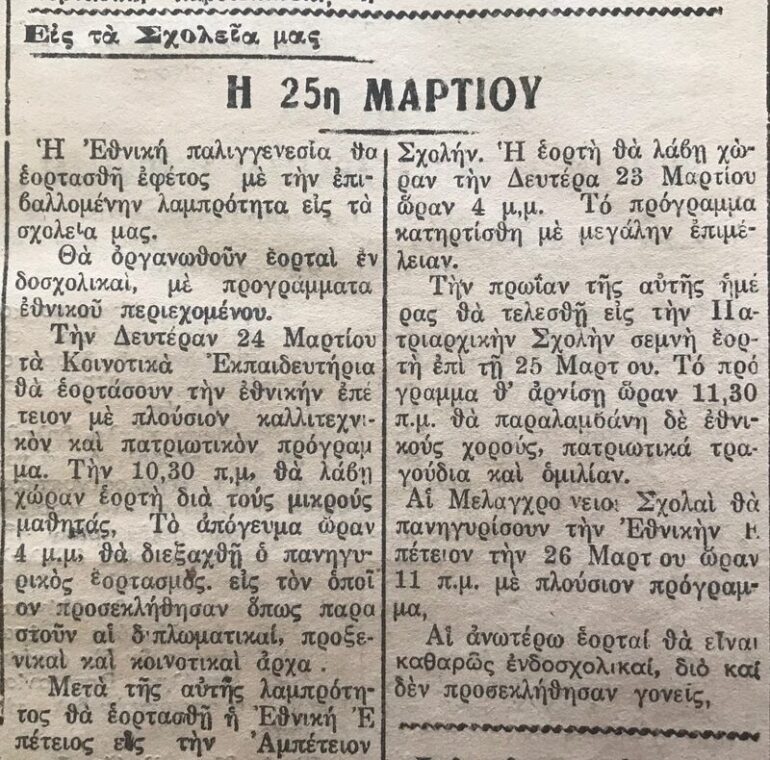 Εἰς τὰ Σχολεῖα μας
Η 25η ΜΑΡΤΙΟΥ
Ἡ Ἐθνικὴ παλιγγενεσία θα
ἑορτασθῆ ἐφέτος μὲ τὴν ἐπι-
βαλλομένην λαμπρότητα εἰς τὰ
σχολεῖα μας.
Θὰ ὀργανωθοῦν ἑορταὶ ἐν
δοσχολικαί, μὲ προγράμματα
ἐθνικοῦ περιεχομένου.
Τὴν Δευτέραν 24 Μαρτίου
τὰ Κοινοτικὰ Ἐκπαιδευτήρια
θὰ ἑορτάσουν τὴν ἐθνικὴν ἐπέ
τειον μὲ πλούσιον καλλιτεχνι-
κὸν καὶ πατριωτικὸν πρόγραμ
μα. Τὴν 10,30 π,μ, θὰ λάβῃ
χώραν ἑορτὴ διὰ τοὺς μικροὺς
μαθητάς, Τὸ ἀπόγευμα ὥραν
4 μ.μ, θὰ διεξαχθῇ ὁ πανηγυ-
ρικὸς ἑορτασμὸς. εἰς τὸν ὁποῖ
ον προσεκλήθησαν ὅπως παρα
στοῦν αἱ δ·πλωματικαί, προξε-
νικαὶ καὶ κοινοτικαὶ ἀρχα .
Μετὰ τῆς αὐτῆς λαμπρότη-
τος θὰ ἑορτασθῇ ἡ Ἐθνικὴ Ἐ
πέτειος εἰς τὴν Ἀμπέτειον
Σχολήν. Ἡ ἑορτὴ θὰ λάβῃ χώ-
ραν τὴν Δευτέρα 23 Μαρτίου
ὥραν 4 μ,μ. Τὸ πρόγραμμα
κατηρτίσθη μὲ μεγάλην ἐπιμέ-
λειαν.
Τὴν πρωΐαν τῆς αὐτῆς ἡμέ
ρας θὰ τελεσθῇ εἰς τὴν Πα-
τριαρχικὴν Σχολὴν σεμνὴ ἑορ-
τὴ ἐπὶ τῇ 25 Μαρτ ου. Τὸ πρό
γραμμα θ' ἀρνίσῃ ὥραν 11,30
π.μ. θὰ παραλαμβάνῃ δὲ ἐθνι-
κοὺς χορούς, πατριωτικά τρα-
γούδια καὶ ὁμιλίαν.
Αἱ Μελαγχρο νειοι Σχολαὶ θὰ
πανηγυρίσουν τὴν Ἐθνικὴν Ἐ
πέτειον τὴν 26 Μαρτ ου ὥραν
11 π.μ. μὲ πλούσιον πρόγραμ-
μα,
Αἱ ἀνωτέρω ἑορταί θὰ εἶναι
καθαρῶς ἐνδοσχολικαί, διὸ καὶ
δὲν προσεκλήθησαν γονεῖς,